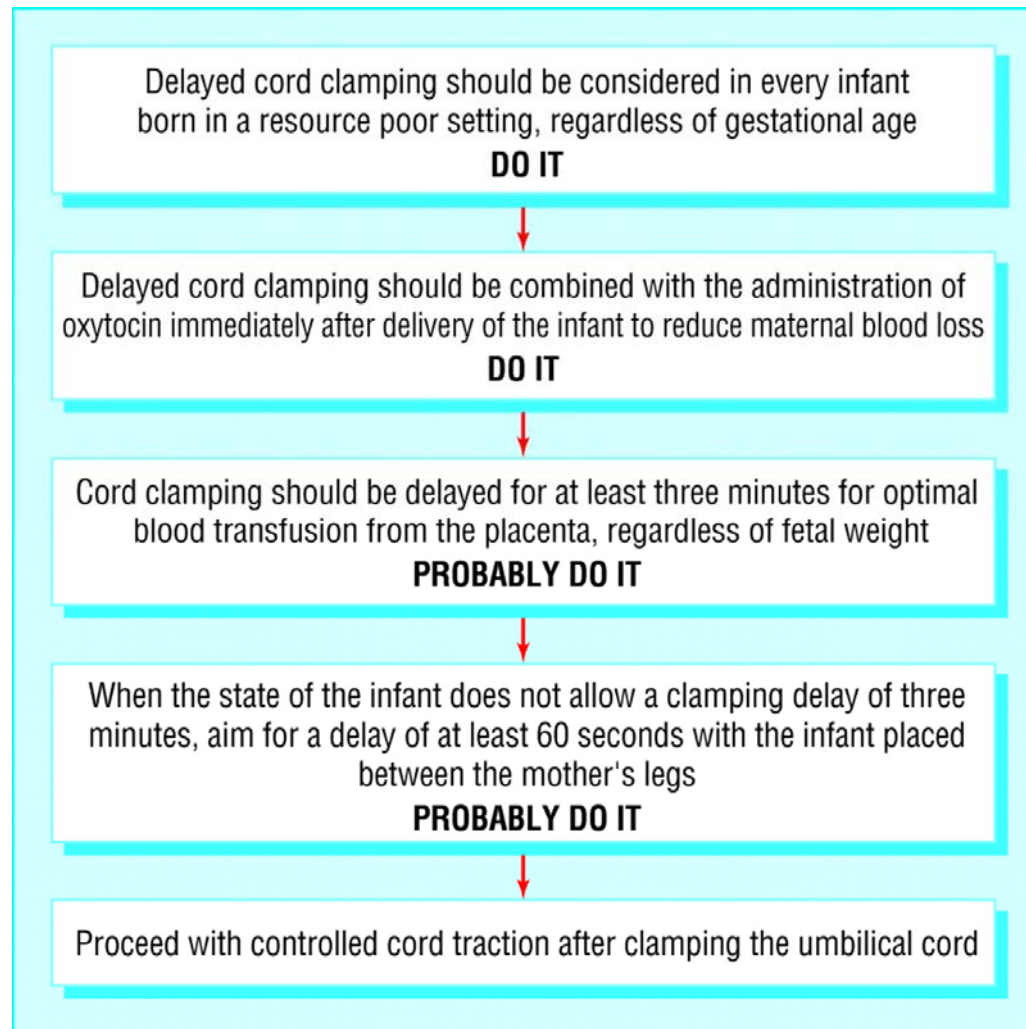 Delayed cord clamping should be considered in every infant
born in a resource poor setting, regardless of gestational age
DO IT
Delayed cord clamping should be combined with the administration of
oxytocin immediately after delivery of the infant to reduce maternal blood loss
DO IT
Cord clamping should be delayed for at least three minutes for optimal
blood transfusion from the placenta, regardless of fetal weight
PROBABLY DO IT
When the state of the infant does not allow a clamping delay of three
minutes, aim for a delay of at least 60 seconds with the infant placed
between the mother's legs
PROBABLY DO IT
Proceed with controlled cord traction after clamping the umbilical cord